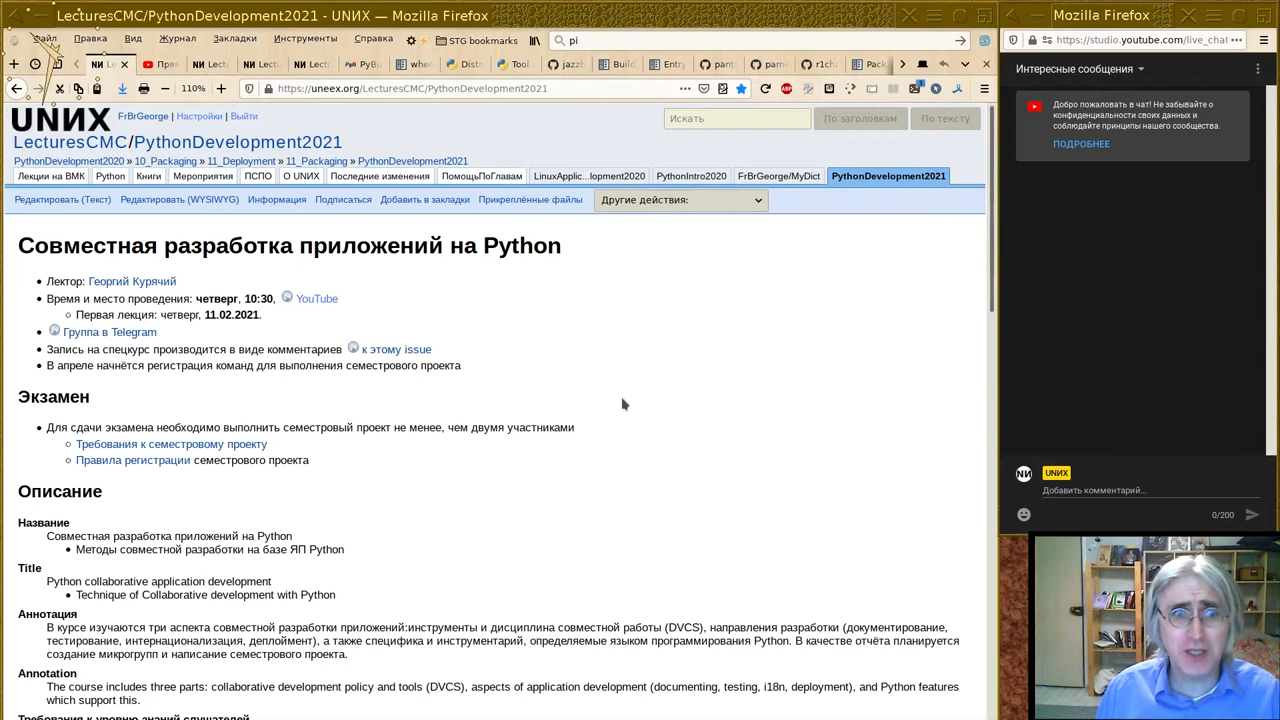 LecturesCMC/PythonDevelopment2021 - UNИX — Mozilla Firefox
Файл Правка Вид Журнал Закладки Инструменты Справка
STG bookmarks
pi
110%
https://uneex.org/LecturesCMC/PythonDevelopment2021
UNИX
FrBrGeorge | Настройки | Выйти
Искать
По заголовкам
По тексту
LecturesCMC/PythonDevelopment2021
PythonDevelopment2020 » 10_Packaging » 11_Deployment » 11_Packaging » PythonDevelopment2021
Лекции на ВМК Python Книги Мероприятия ПСПО О UNИX Последние изменения ПомощьПоГлавам LinuxApplic...lopment2020 PythonIntro2020 FrBrGeorge/MyDict PythonDevelopment2021
Редактировать (Текст) Редактировать (WYSIWYG) Информация Подписаться Добавить в закладки Прикреплённые файлы Другие действия:
Совместная разработка приложений на Python
Лектор: Георгий Курячий
Время и место проведения: четверг, 10:30, YouTube
Первая лекция: четверг, 11.02.2021.
Группа в Telegram
Запись на спецкурс производится в виде комментариев к этому issue
В апреле начнётся регистрация команд для выполнения семестрового проекта
Экзамен
Для сдачи экзамена необходимо выполнить семестровый проект не менее, чем двумя участниками
Требования к семестровому проекту
Правила регистрации семестрового проекта
Описание
Название
Совместная разработка приложений на Python
Методы совместной разработки на базе ЯП Python
Title
Python collaborative application development
Technique of Collaborative development with Python
Аннотация
В курсе изучаются три аспекта совместной разработки приложений:инструменты и дисциплина совместной работы (DVCS), направления разработки (документирование,
тестирование, интернационализация, деплоймент), а также специфика и инструментарий, определяемые языком программирования Python. В качестве отчёта планируется
создание микрогрупп и написание семестрового проекта.
Annotation
The course includes three parts: collaborative development policy and tools (DVCS), aspects of application development (documenting, testing, i18n, deployment), and Python features
which support this.
Требования к уровню знаний слушателей
Mozilla Firefox
https://studio.youtube.com/live_chat
Интересные сообщения
Добро пожаловать в чат! Не забывайте о
конфиденциальности своих данных и
соблюдайте принципы нашего сообщества.
ПОДРОБНЕЕ
UNИX
Добавить комментарий...
0/200